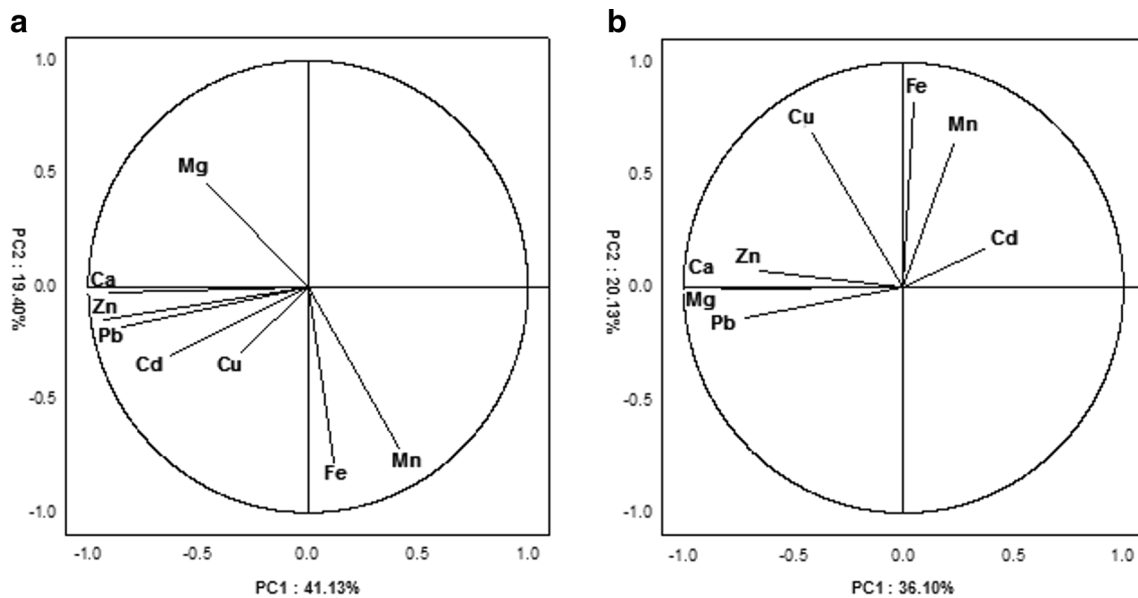 a
1.0
0.5
0.0
-0.5
-1.0
PC2 : 19.40%
Mg
Ca
Zn
Pb
Cd
Cu
Fe
Mn
-1.0 -0.5 0.0 0.5 1.0
PC1 : 41.13%
b
1.0
0.5
0.0
-0.5
-1.0
PC2 : 20.13%
Fe
Cu
Mn
Cd
Zn
Ca
Mg
Pb
-1.0 -0.5 0.0 0.5 1.0
PC1 : 36.10%